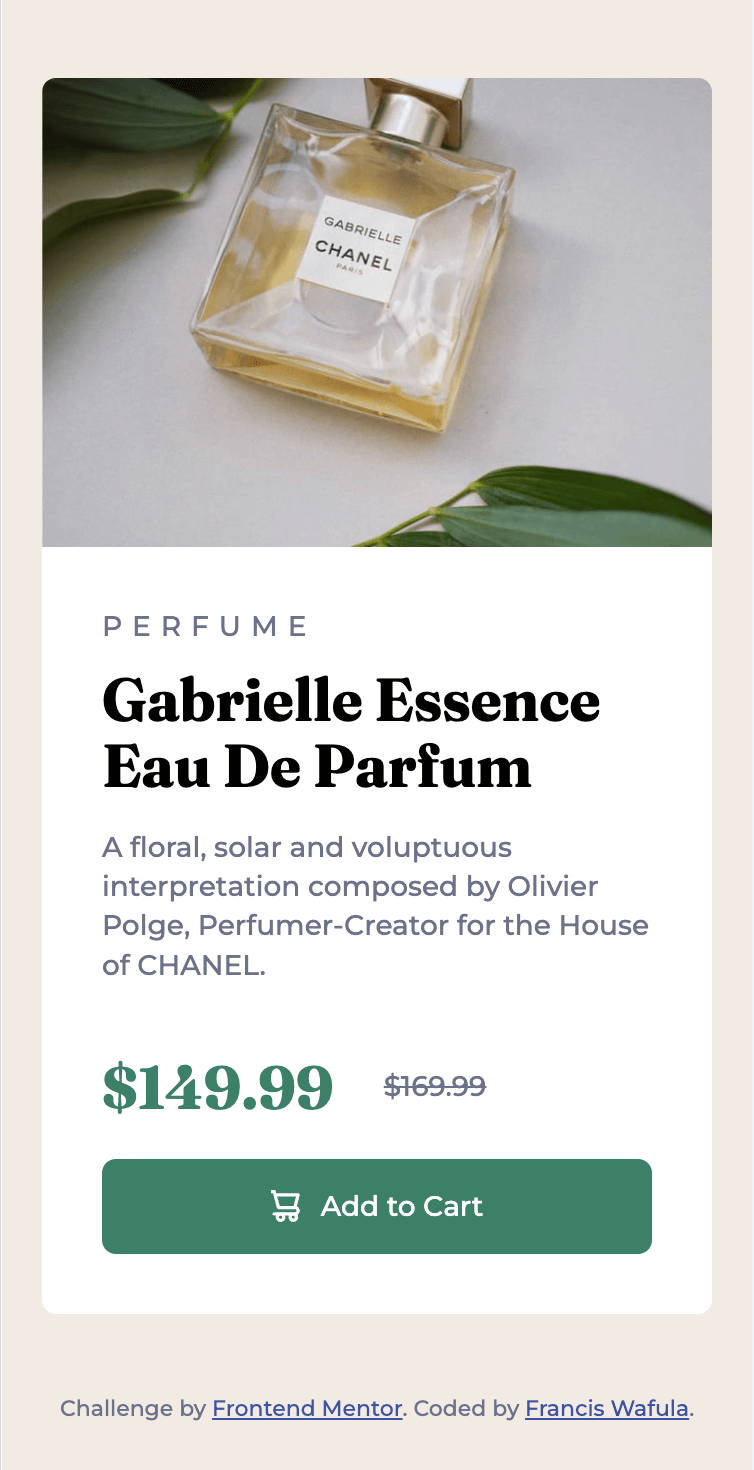 GABRIELLE
CHANEL
PARIS
PERFUME
Gabrielle Essence
Eau De Parfum
A floral, solar and voluptuous
interpretation composed by Olivier
Polge, Perfumer-Creator for the House
of CHANEL.
$149.99 $169.99
Add to Cart
Challenge by Frontend Mentor. Coded by Francis Wafula.